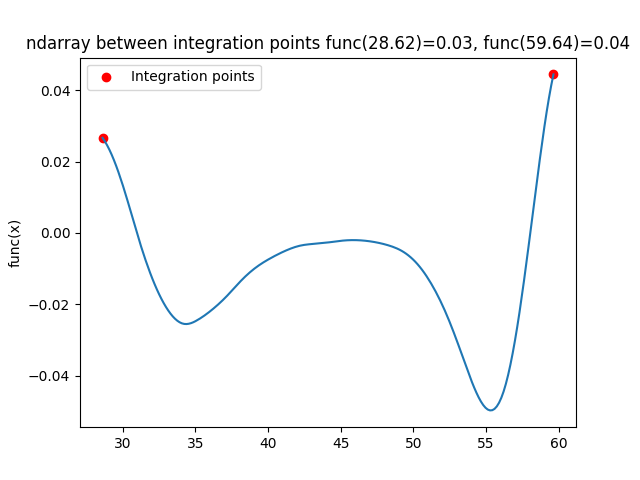 ndarray between integration points func(28.62)=0.03, func(59.64)=0.04
Integration points
0.04
0.02
0.00
−0.02
−0.04
func(x)
30 35 40 45 50 55 60